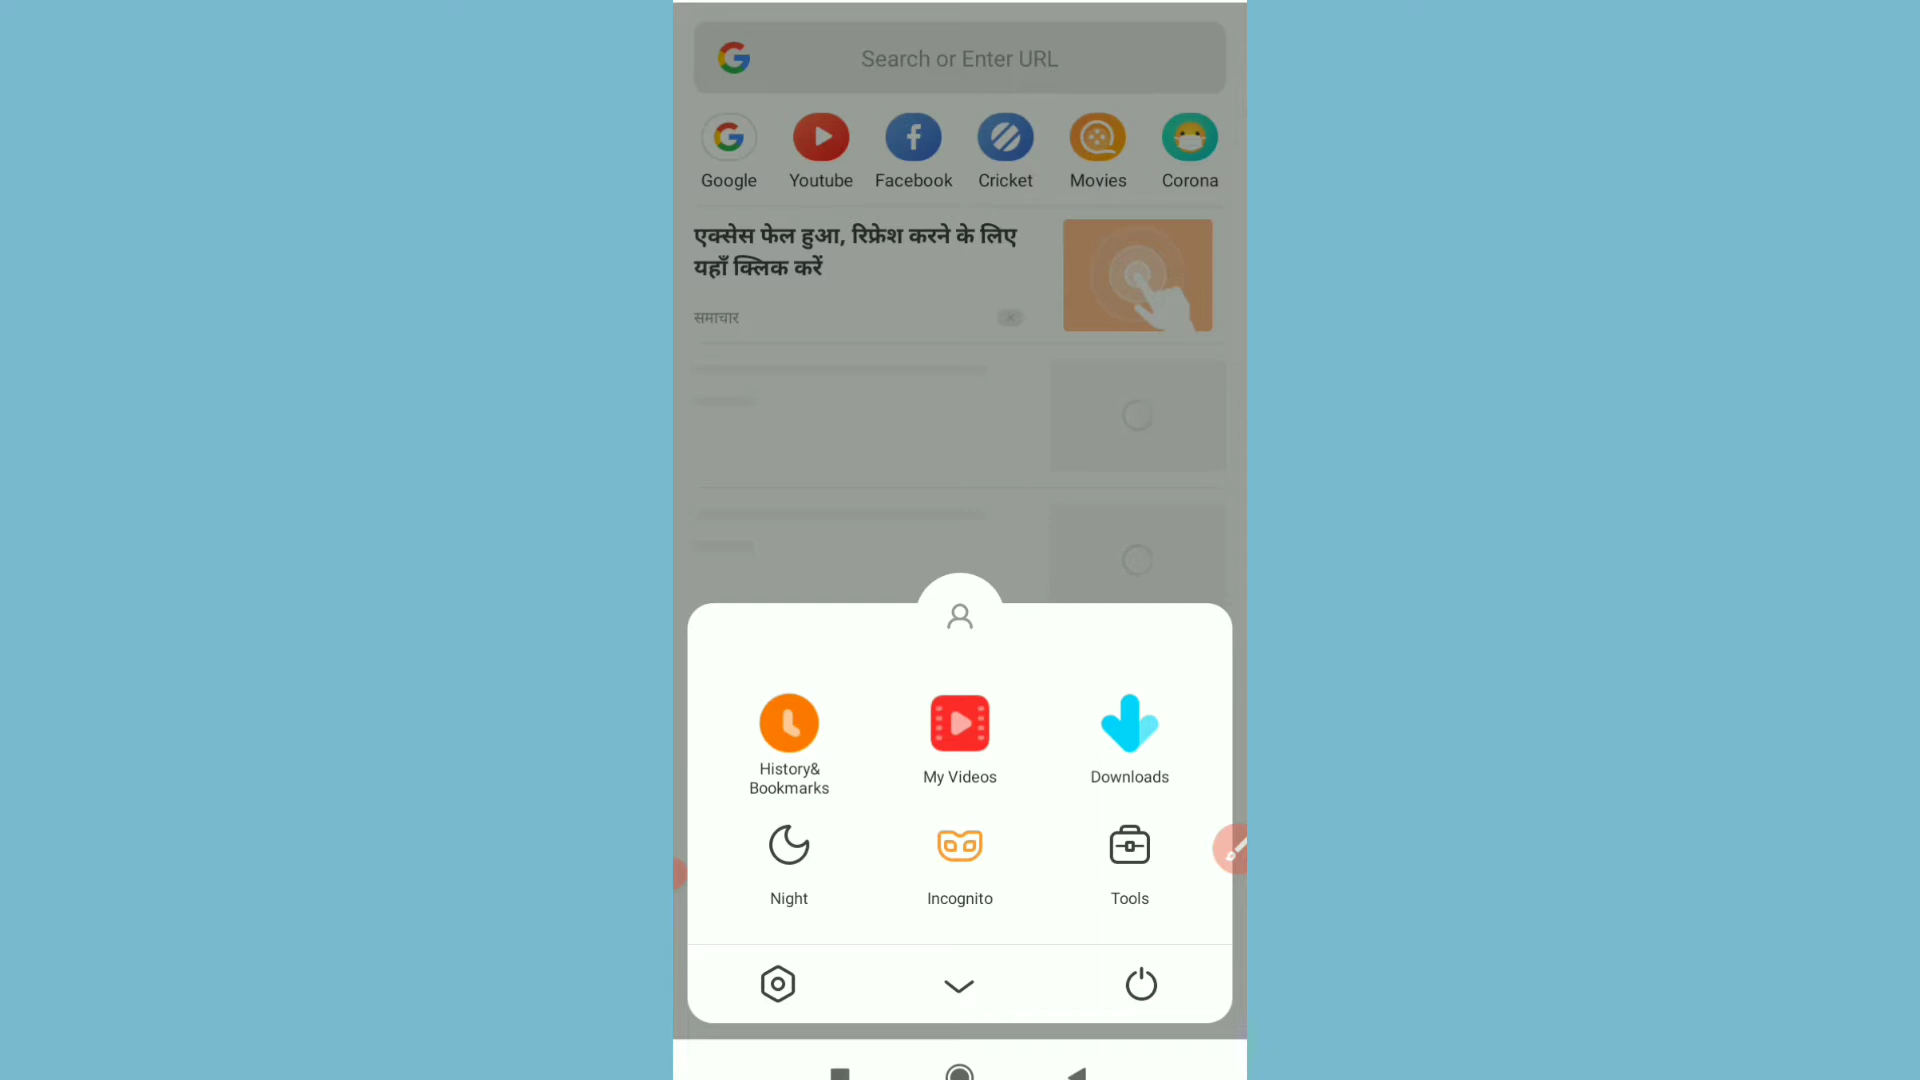 Search or Enter URL
Google Youtube Facebook Cricket Movies Corona
एक्सेस फेल हुआ, रिफ्रेश करने के लिए
यहाँ क्लिक करें
समाचार
History&
Bookmarks
My Videos
Downloads
Night
Incognito
Tools